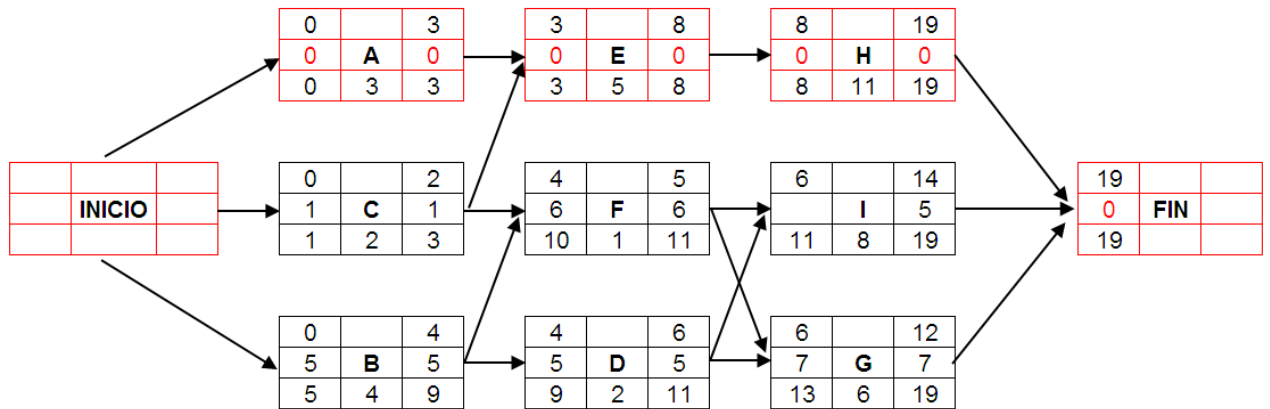 0 3
0 A 0
0 3 3
3 8
0 E 0
3 5 8
8 19
0 H 0
8 11 19
INICIO
0 2
1 C 1
1 2 3
4 5
6 F 6
10 1 11
6 14
I 5
11 8 19
19
0 FIN
19
0 4
5 B 5
5 4 9
4 6
5 D 5
9 2 11
6 12
7 G 7
13 6 19